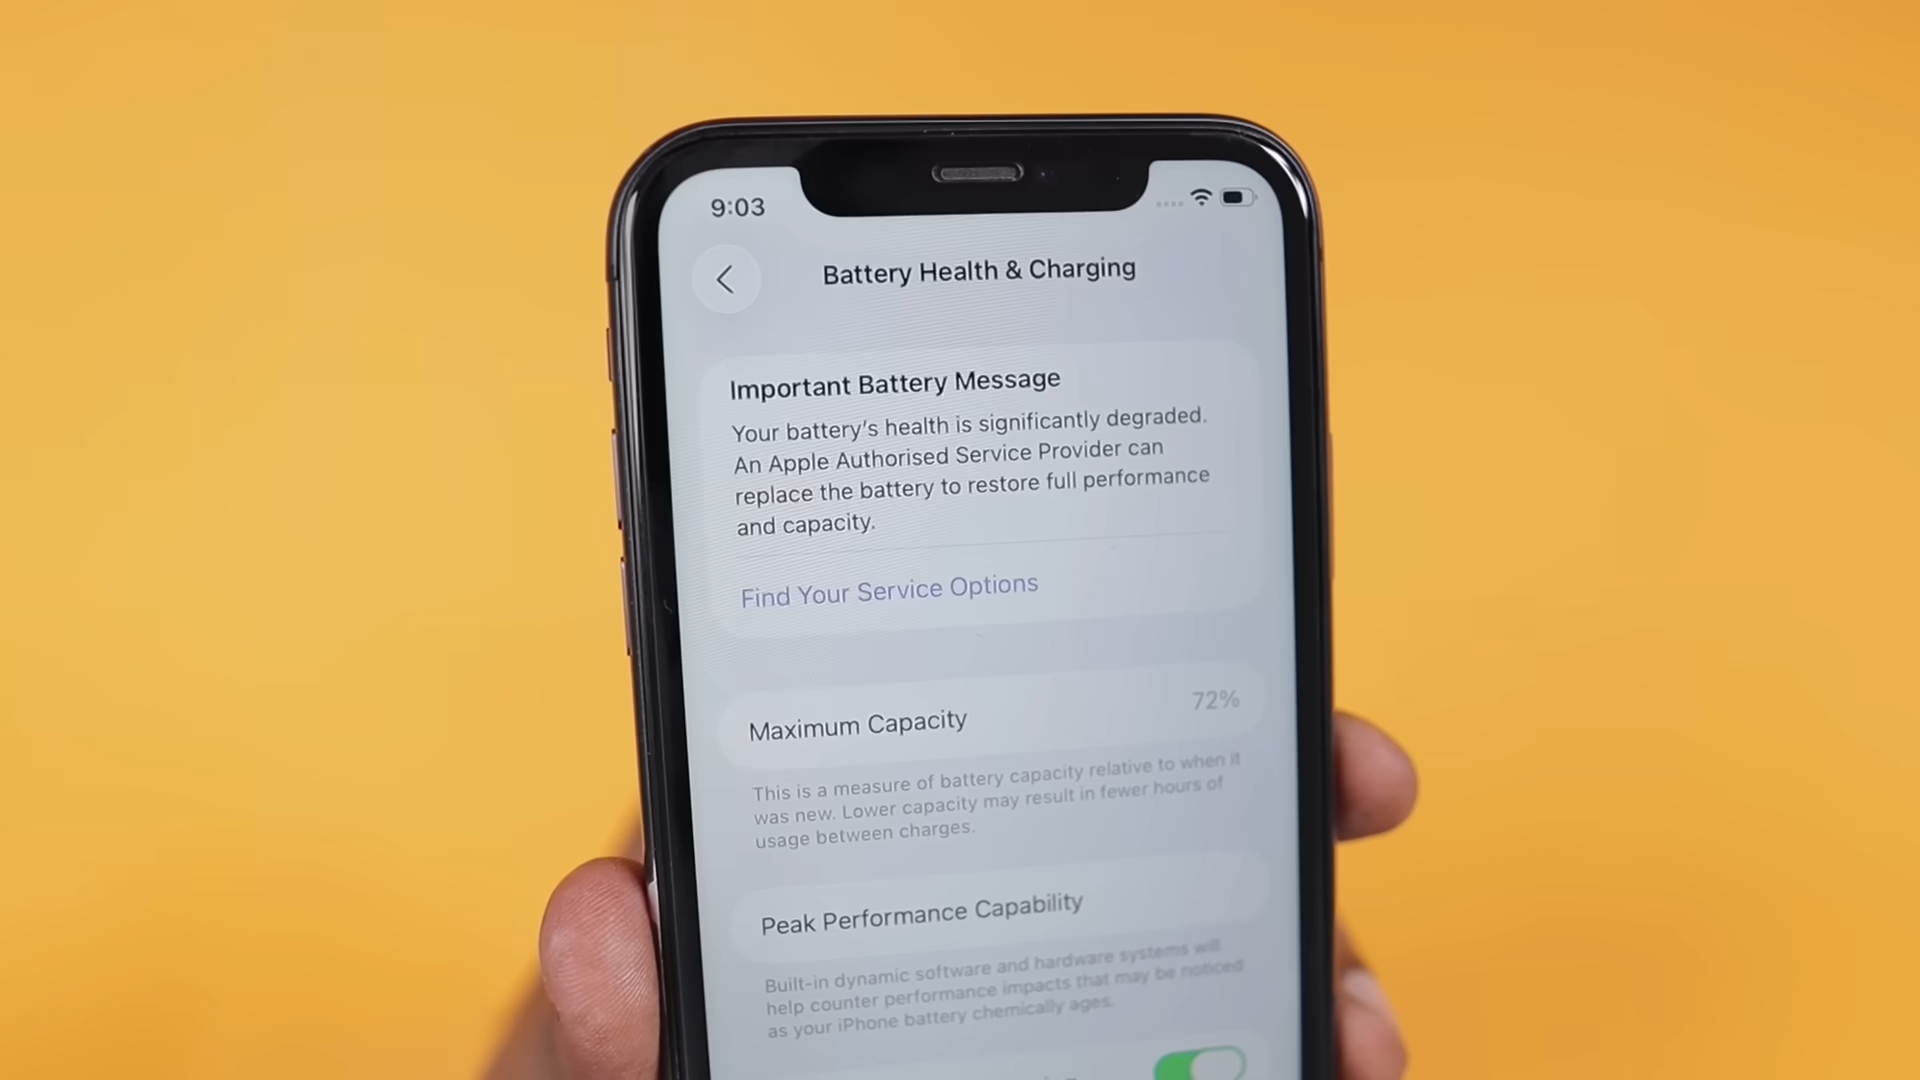 9:03
Battery Health & Charging
Important Battery Message
Your battery's health is significantly degraded.
An Apple Authorised Service Provider can
replace the battery to restore full performance
and capacity.
Find Your Service Options
Maximum Capacity 72%
This is a measure of battery capacity relative to when it
was new. Lower capacity may result in fewer hours of
usage between charges.
Peak Performance Capability
Built-in dynamic software and hardware systems will
help counter performance impacts that may be noticed
as your iPhone battery chemically ages.